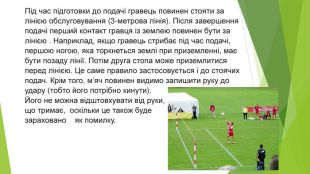 Під час підготовки до подачі гравець повинен стояти за
лінією обслуговування (3-метрова лінія). Після завершення
подачі перший контакт гравця із землею повинен бути за
лінією . Наприклад, якщо гравець стрибає під час подачі,
першою ногою, яка торкнеться землі при приземленні, має
бути позаду лінії. Потім друга стопа може приземлитися
перед лінією. Це саме правило застосовується і до стоячих
подач. Крім того, м'яч повинен видимо залишити руку до
удару (тобто його потрібно кинути).
Його не можна відштовхувати від руки,
що тримає, оскільки це також буде
зараховано як помилку.